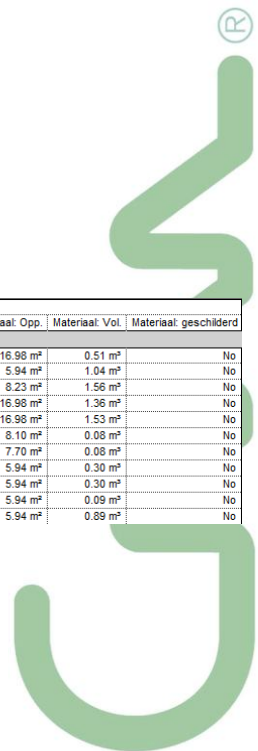 ®
aal: Opp. Materiaal: Vol. Materiaal: geschilderd
16.98 m² 0.51 m³ No
5.94 m² 1.04 m³ No
8.23 m² 1.56 m³ No
16.98 m² 1.36 m³ No
16.98 m² 1.53 m³ No
8.10 m² 0.08 m³ No
7.70 m² 0.08 m³ No
5.94 m² 0.30 m³ No
5.94 m² 0.30 m³ No
5.94 m² 0.09 m³ No
5.94 m² 0.89 m³ No